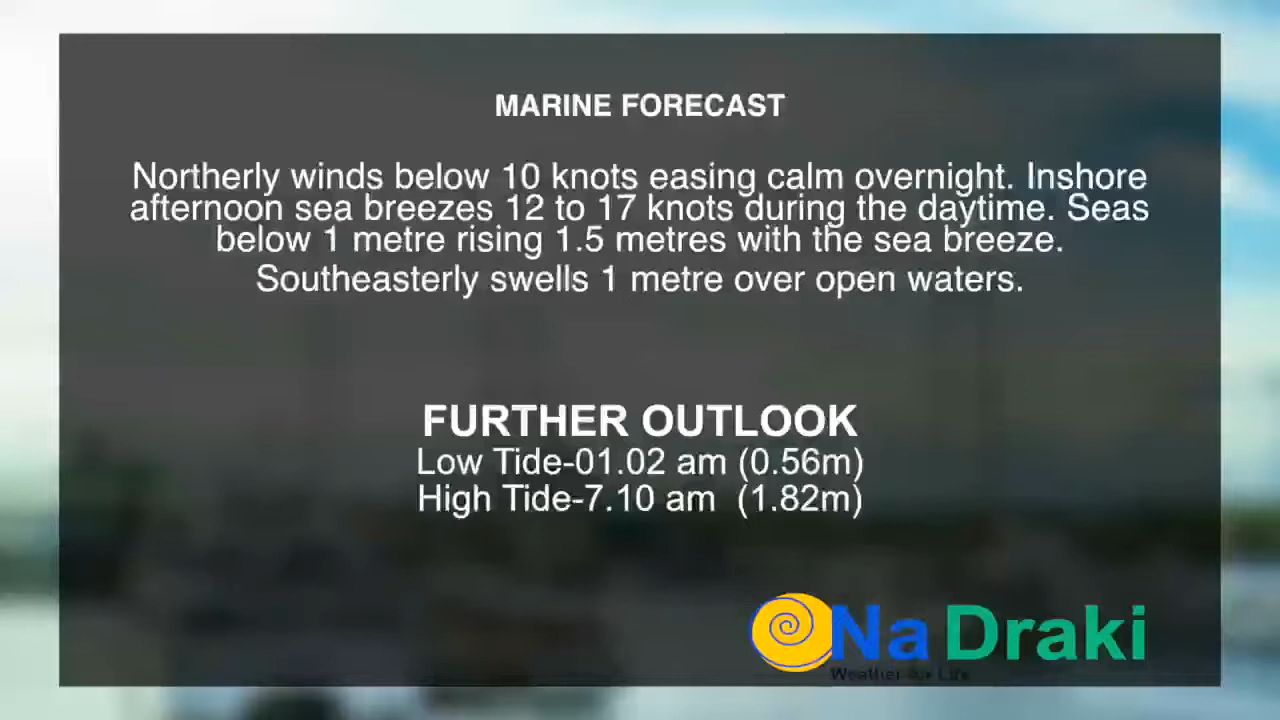 MARINE FORECAST
Northerly winds below 10 knots easing calm overnight. Inshore
afternoon sea breezes 12 to 17 knots during the daytime. Seas
below 1 metre rising 1.5 metres with the sea breeze.
Southeasterly swells 1 metre over open waters.
FURTHER OUTLOOK
Low Tide-01.02 am (0.56m)
High Tide-7.10 am  (1.82m)
Na Draki
Weather for Life